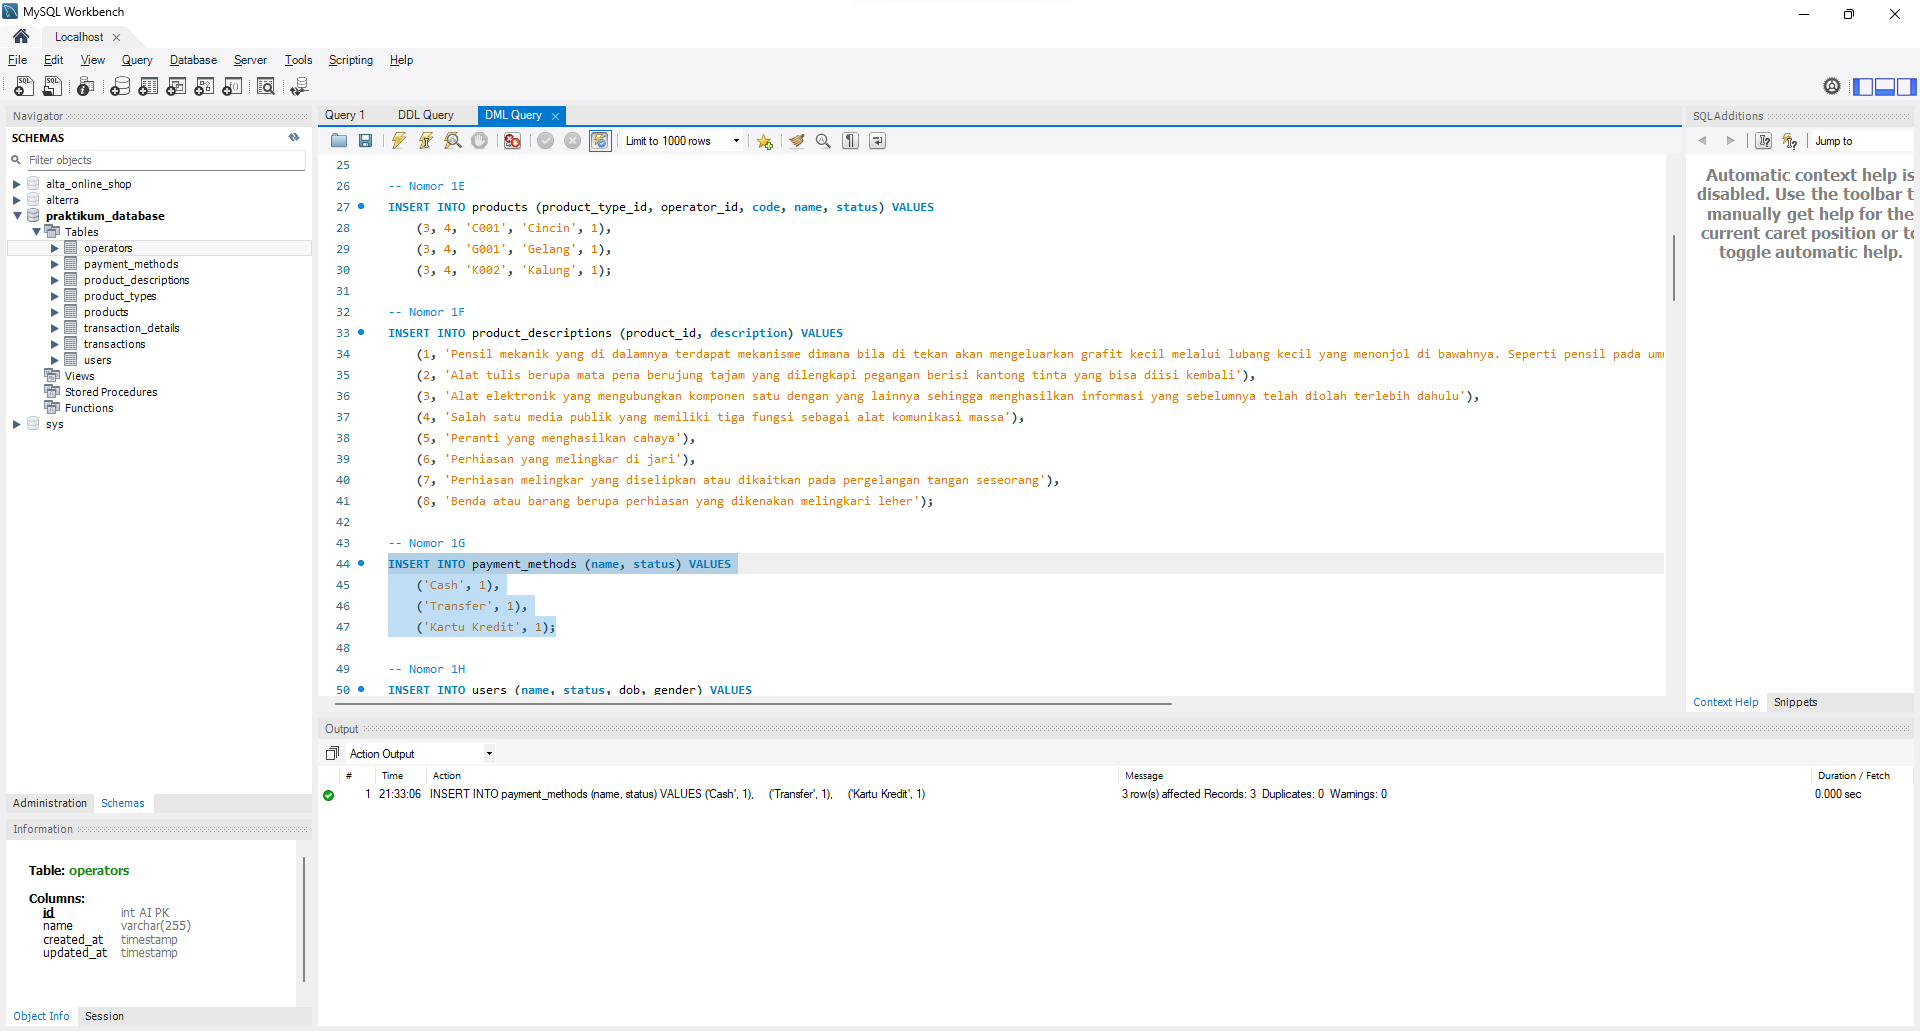 MySQL Workbench
Localhost
File Edit View Query Database Server Tools Scripting Help
Navigator
SCHEMAS
Filter objects
alta_online_shop
alterra
praktikum_database
Tables
operators
payment_methods
product_descriptions
product_types
products
transaction_details
transactions
users
Views
Stored Procedures
Functions
sys
Administration Schemas
Information
Table: operators
Columns:
id int AI PK
name varchar(255)
created_at timestamp
updated_at timestamp
Object Info Session
Query 1 DDL Query DML Query
Limit to 1000 rows
25
26 -- Nomor 1E
27 INSERT INTO products (product_type_id, operator_id, code, name, status) VALUES
28 (3, 4, 'C001', 'Cincin', 1),
29 (3, 4, 'G001', 'Gelang', 1),
30 (3, 4, 'K002', 'Kalung', 1);
31
32 -- Nomor 1F
33 INSERT INTO product_descriptions (product_id, description) VALUES
34 (1, 'Pensil mekanik yang di dalamnya terdapat mekanisme dimana bila di tekan akan mengeluarkan grafit kecil melalui lubang kecil yang menonjol di bawahnya. Seperti pensil pada
35 (2, 'Alat tulis berupa mata pena berujung tajam yang dilengkapi pegangan berisi kantong tinta yang bisa diisi kembali'),
36 (3, 'Alat elektronik yang mengubungkan komponen satu dengan yang lainnya sehingga menghasilkan informasi yang sebelumnya telah diolah terlebih dahulu'),
37 (4, 'Salah satu media publik yang memiliki tiga fungsi sebagai alat komunikasi massa'),
38 (5, 'Peranti yang menghasilkan cahaya'),
39 (6, 'Perhiasan yang melingkar di jari'),
40 (7, 'Perhiasan melingkar yang diselipkan atau dikaitkan pada pergelangan tangan seseorang'),
41 (8, 'Benda atau barang berupa perhiasan yang dikenakan melingkari leher');
42
43 -- Nomor 1G
44 INSERT INTO payment_methods (name, status) VALUES
45 ('Cash', 1),
46 ('Transfer', 1),
47 ('Kartu Kredit', 1);
48
49 -- Nomor 1H
50 INSERT INTO users (name, status, dob, gender) VALUES
SQLAdditions
Jump to
Automatic context help is
disabled. Use the toolbar
manually get help for the
current caret position or
toggle automatic help.
Context Help Snippets
Output
Action Output
# Time Action Message Duration / Fetch
1 21:33:06 INSERT INTO payment_methods (name, status) VALUES ('Cash', 1), ('Transfer', 1), ('Kartu Kredit', 1) 3 row(s) affected Records: 3 Duplicates: 0 Warnings: 0 0.000 sec